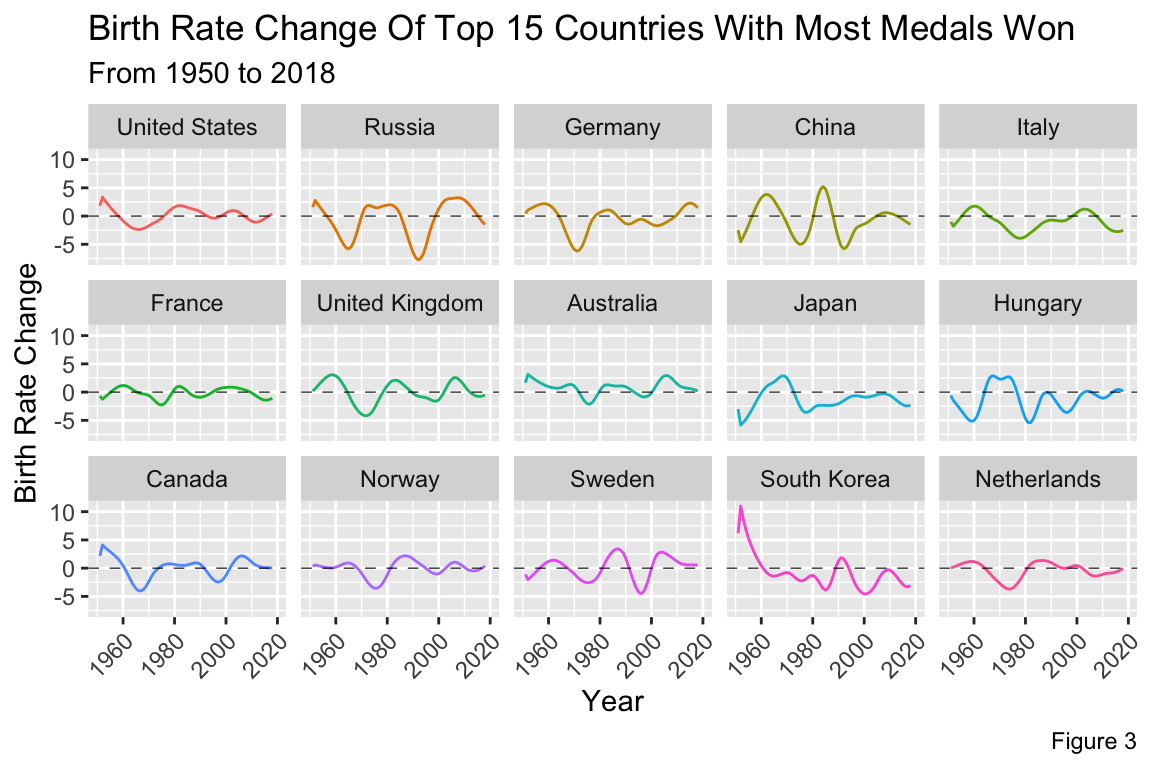 Birth Rate Change Of Top 15 Countries With Most Medals Won
From 1950 to 2018
United States Russia Germany China Italy
10
5
0
-5
France United Kingdom Australia Japan Hungary
10
5
0
-5
Birth Rate Change
Canada Norway Sweden South Korea Netherlands
10
5
0
-5
1960 1980 2000 2020 1960 1980 2000 2020 1960 1980 2000 2020 1960 1980 2000 2020 1960 1980 2000 2020
Year
Figure 3